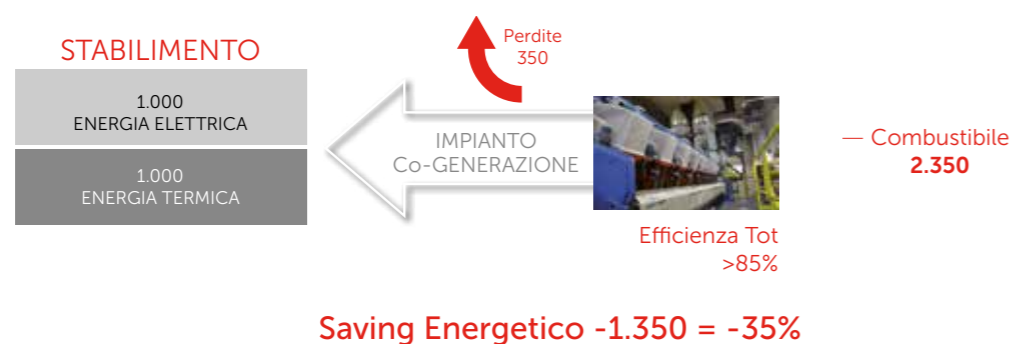 STABILIMENTO
1.000
ENERGIA ELETTRICA
1.000
ENERGIA TERMICA
Perdite
350
IMPIANTO
Co-GENERAZIONE
— Combustibile
2.350
Efficienza Tot
>85%
Saving Energetico -1.350 = -35%